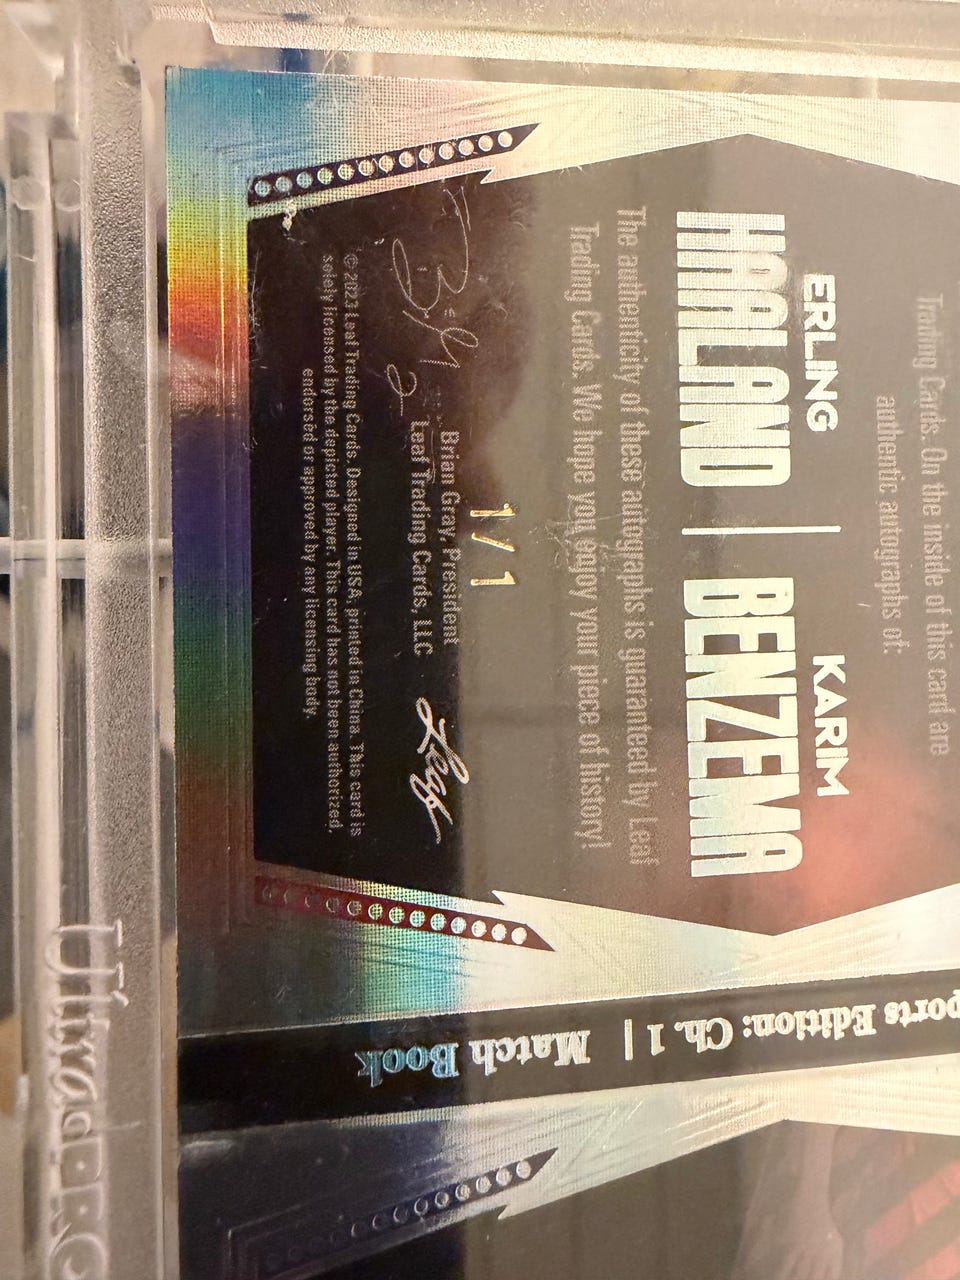 Trading Cards. On the inside of this card are
authentic autographs of:
ERLING
HAALAND
KARIM
BENZEMA
The authenticity of these autographs is guaranteed by Leaf
Trading Cards. We hope you enjoy your piece of history!
1/1
Brian Gray, President
Leaf Trading Cards, LLC
Leaf
© 2023 Leaf Trading Cards. Designed in USA, printed in China. This card is
solely licensed by the depicted player. This card has not been authorized,
endorsed or approved by any licensing body.
Edition: Ch. 1 | Match Book
Ultra